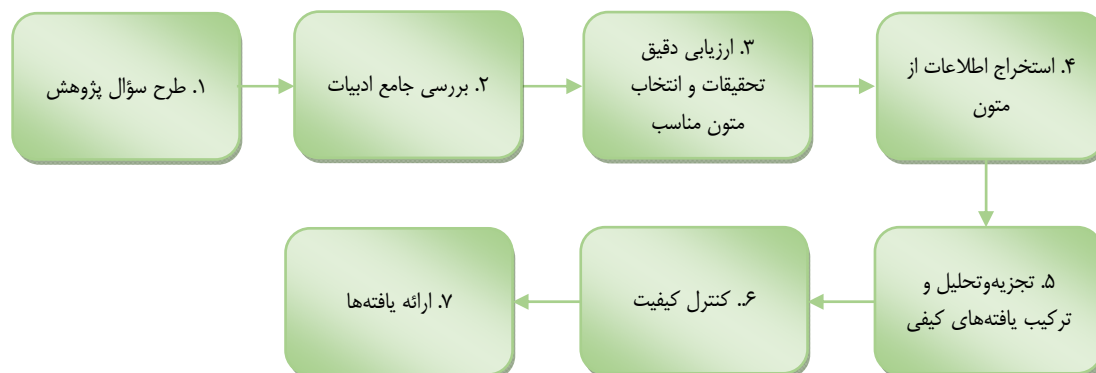 ۱. طرح سؤال پژوهش
۲. بررسی جامع ادبیات
۳. ارزیابی دقیق
تحقیقات و انتخاب
متون مناسب
۴. استخراج اطلاعات از
متون
۵. تجزیه‌وتحلیل و
ترکیب یافته‌های کیفی
۶.. کنترل کیفیت
۷. ارائه یافته‌ها